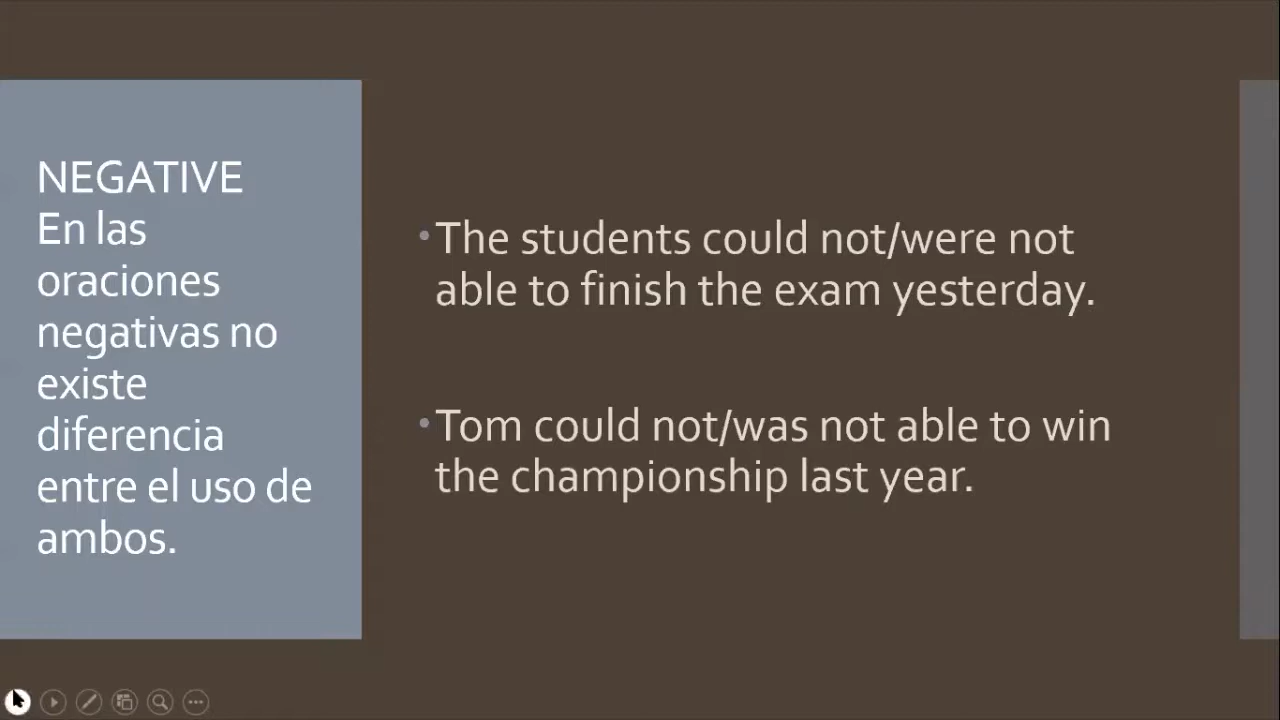 NEGATIVE
En las
oraciones
negativas no
existe
diferencia
entre el uso de
ambos.
•The students could not/were not
able to finish the exam yesterday.
•Tom could not/was not able to win
the championship last year.